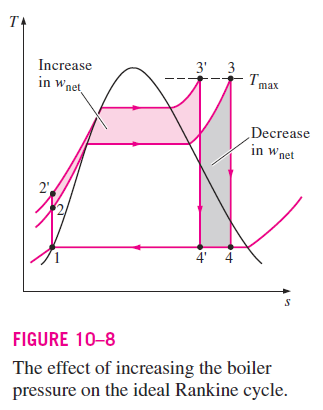 T
Increase
in wnet
3'
3
Tmax
Decrease
in wnet
2'
2
1
4'
4
s
FIGURE 10–8
The effect of increasing the boiler
pressure on the ideal Rankine cycle.